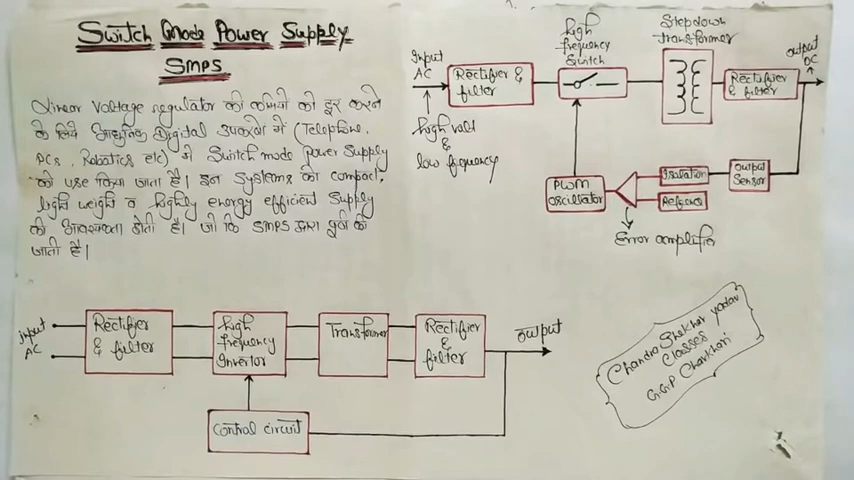 Switch Mode Power Supply
SMPS
Linear voltage regulator की कमियों को दूर करने
के लिये आधुनिक Digital उपकरणों में (Telephone,
PCs, Robotics etc) में Switch mode Power Supply
को use किया जाता है। इन systems को compact,
light weight व highly energy efficient supply
की आवश्यकता होती है। जो कि SMPS द्वारा पूरी की
जाती है।
Input
AC
high volt
&
low frequency
Rectifier &
filter
high
frequency
switch
Stepdown
transformer
Rectifier
& filter
output
DC
PWM
oscillator
Isolation
output
Sensor
Error amplifier
Input
AC
Rectifier
& filter
high
frequency
Invertor
Transformer
Rectifier
&
filter
output
control circuit
Chandra Shekhar yadav
Classes
G.G.P Charkhari